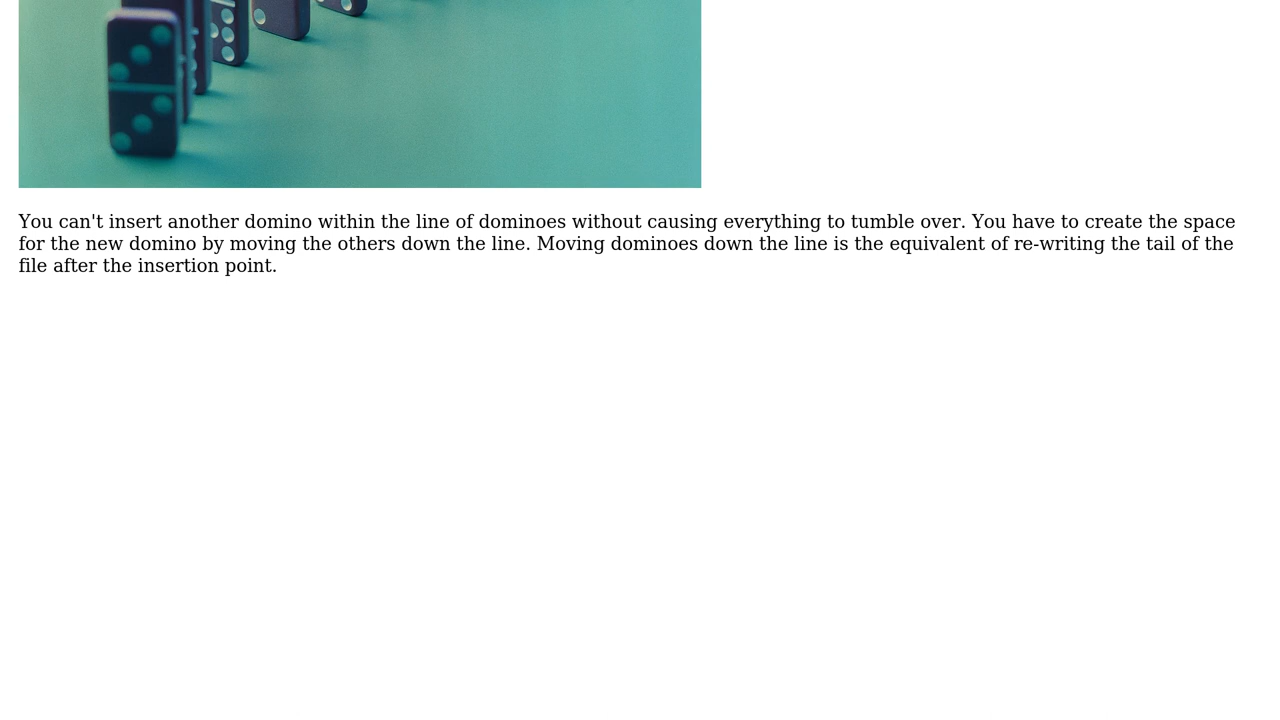 You can't insert another domino within the line of dominoes without causing everything to tumble over. You have to create the space
for the new domino by moving the others down the line. Moving dominoes down the line is the equivalent of re-writing the tail of the
file after the insertion point.